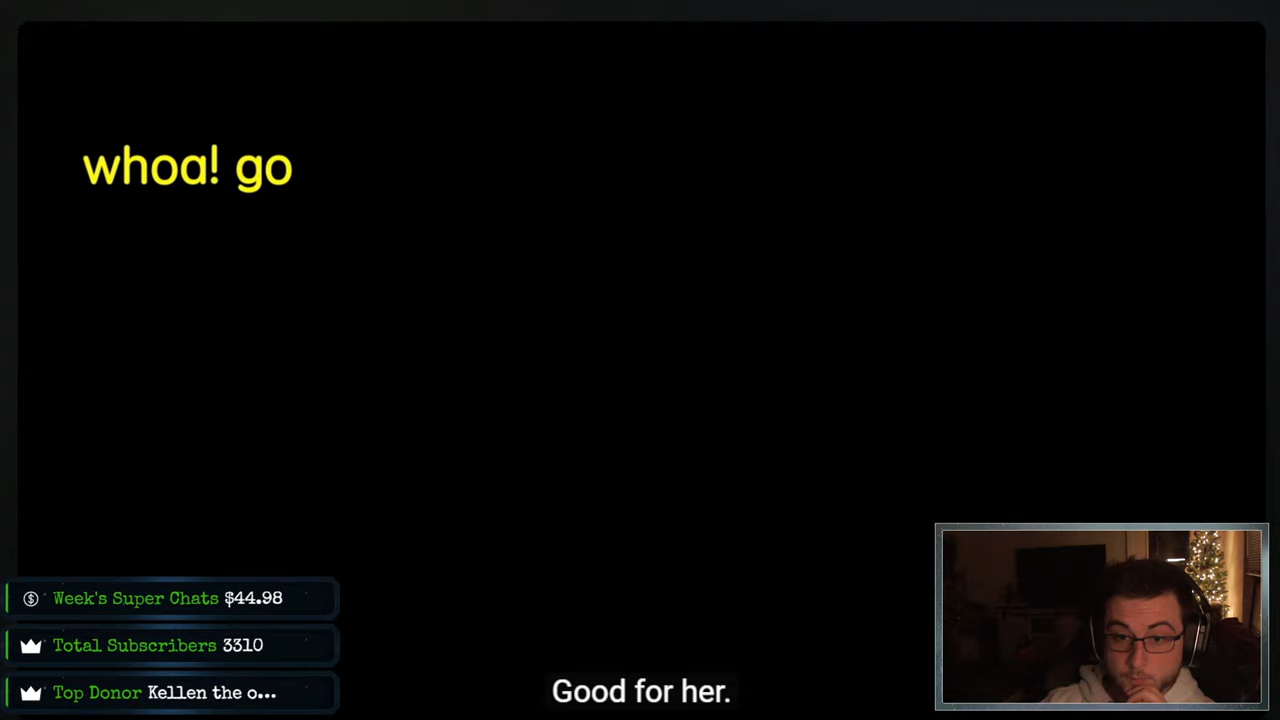 whoa! go
Week's Super Chats $44.98
Total Subscribers 3310
Top Donor Kellen the o...
Good for her.